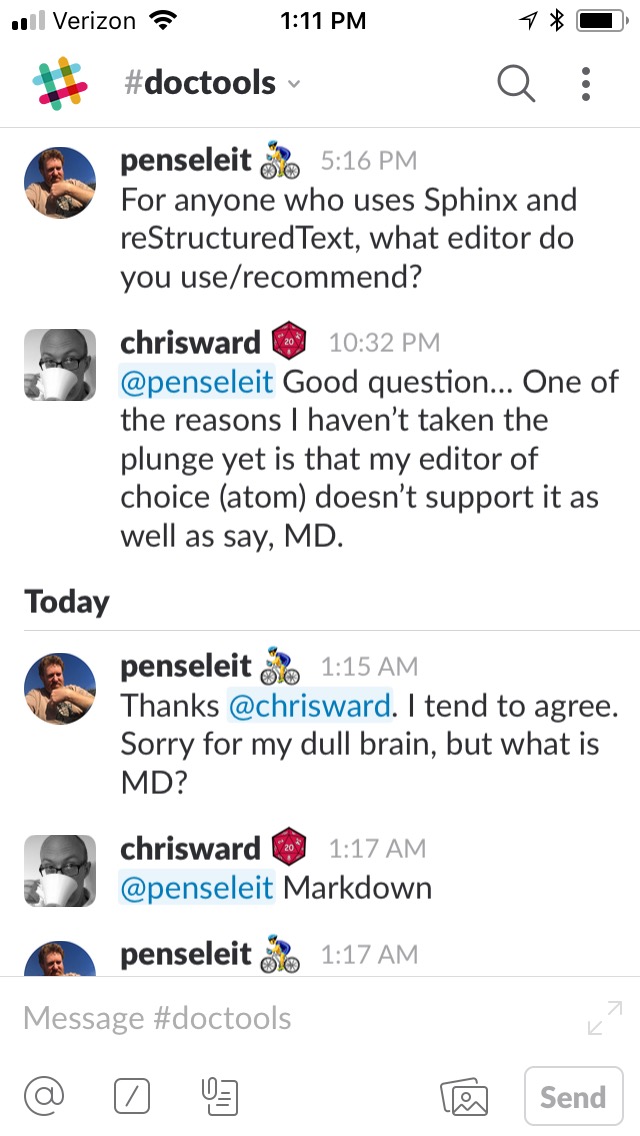 Verizon 1:11 PM
#doctools
penseleit 5:16 PM
For anyone who uses Sphinx and
reStructuredText, what editor do
you use/recommend?
chrisward 20 10:32 PM
@penseleit Good question... One of
the reasons I haven’t taken the
plunge yet is that my editor of
choice (atom) doesn’t support it as
well as say, MD.
Today
penseleit 1:15 AM
Thanks @chrisward. I tend to agree.
Sorry for my dull brain, but what is
MD?
chrisward 20 1:17 AM
@penseleit Markdown
penseleit 1:17 AM
Message #doctools
@ / Send